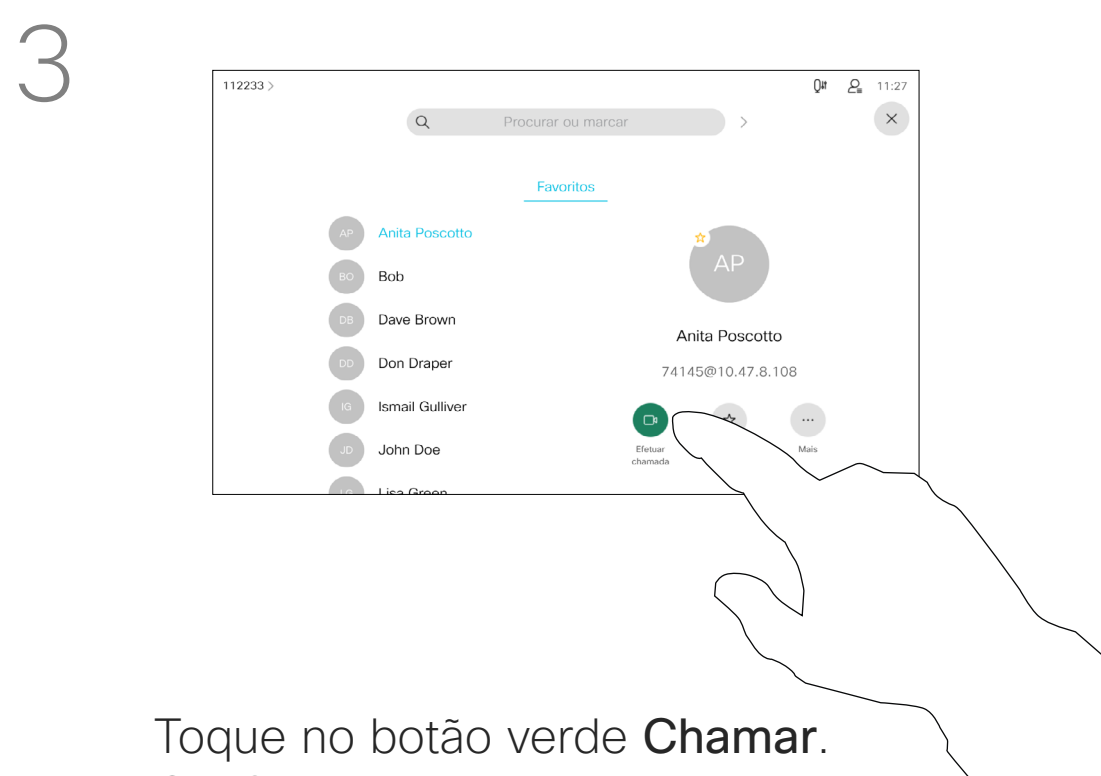 3
112233 >
11:27
Procurar ou marcar
Favoritos
AP Anita Poscotto
BO Bob
DB Dave Brown
DD Don Draper
IG Ismail Gulliver
JD John Doe
LG Lisa Green
AP
Anita Poscotto
74145@10.47.8.108
Efetuar
chamada
Mais
Toque no botão verde Chamar.